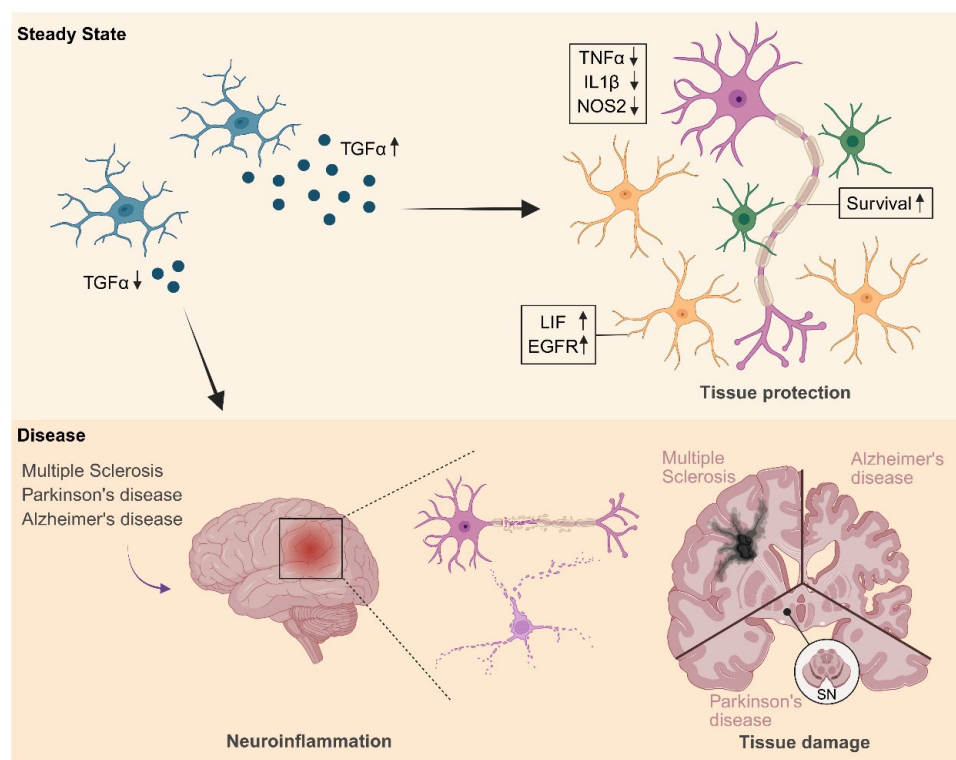 Steady State
TNFα ↓
IL1β ↓
NOS2 ↓
TGFα ↑
Survival ↑
TGFα ↓
LIF ↑
EGFR ↑
Tissue protection
Disease
Multiple Sclerosis
Parkinson's disease
Alzheimer's disease
Multiple
Sclerosis
Alzheimer's
disease
SN
Parkinson's
disease
Neuroinflammation
Tissue damage